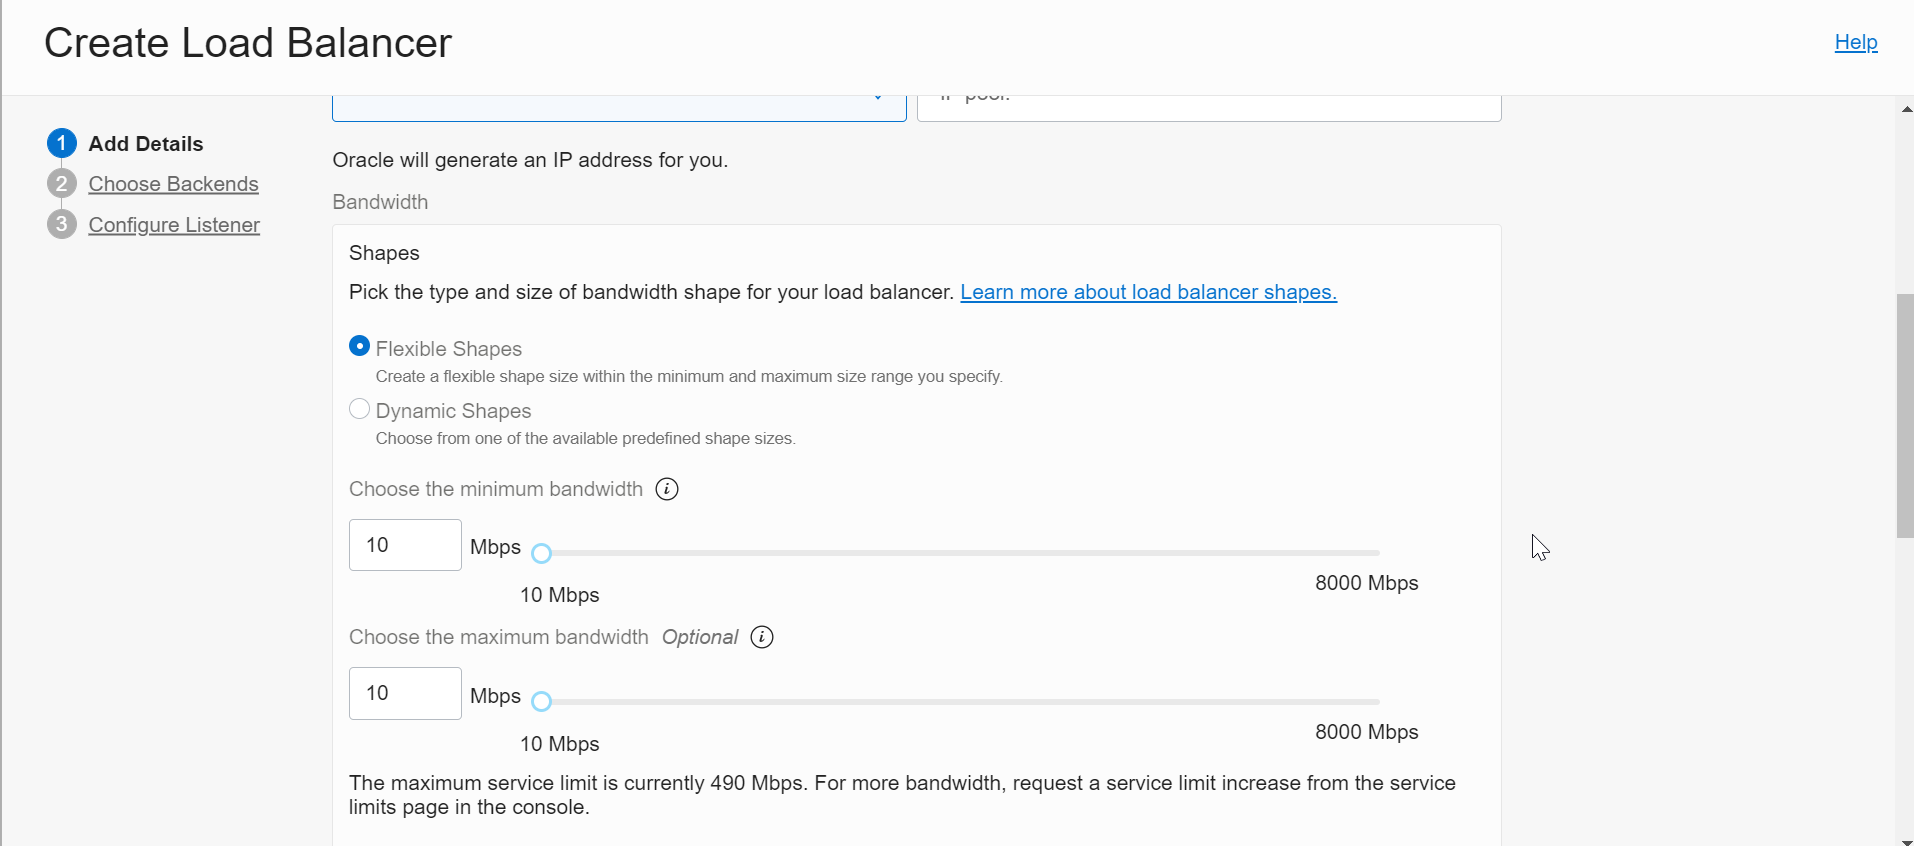 Create Load Balancer
Help
1 Add Details
2 Choose Backends
3 Configure Listener
Oracle will generate an IP address for you.
Bandwidth
Shapes
Pick the type and size of bandwidth shape for your load balancer. Learn more about load balancer shapes.
Flexible Shapes
Create a flexible shape size within the minimum and maximum size range you specify.
Dynamic Shapes
Choose from one of the available predefined shape sizes.
Choose the minimum bandwidth i
10 Mbps
10 Mbps
8000 Mbps
Choose the maximum bandwidth Optional i
10 Mbps
10 Mbps
8000 Mbps
The maximum service limit is currently 490 Mbps. For more bandwidth, request a service limit increase from the service
limits page in the console.